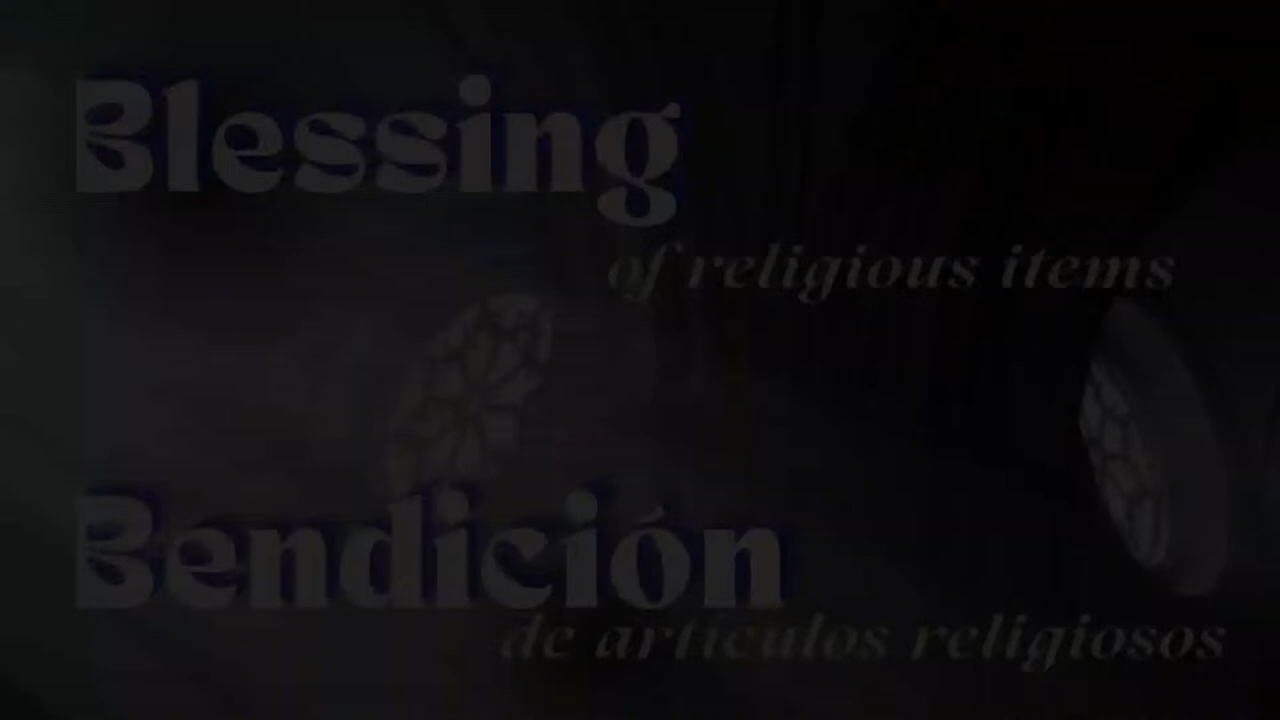 Blessing
of religious items
Bendición
de artículos religiosos